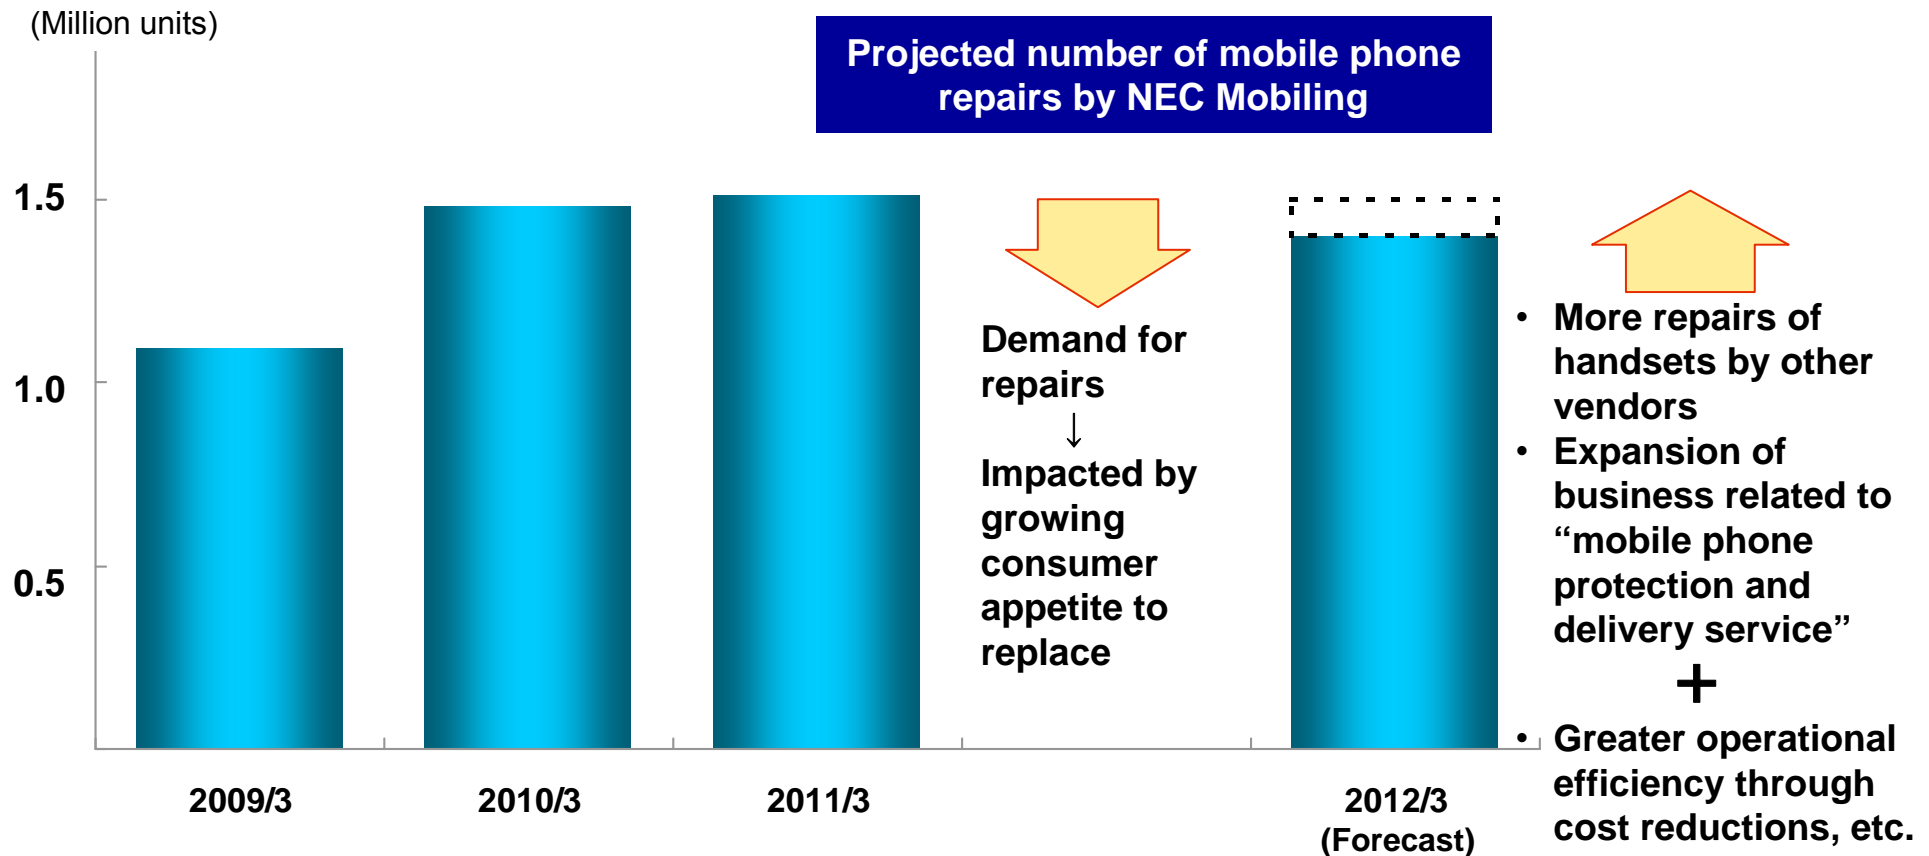 (Million units)
Projected number of mobile phone
repairs by NEC Mobiling
1.5
1.0
0.5
Demand for
repairs
↓
Impacted by
growing
consumer
appetite to
replace
• More repairs of
handsets by other
vendors
• Expansion of
business related to
“mobile phone
protection and
delivery service”
+
• Greater operational
efficiency through
cost reductions, etc.
2009/3
2010/3
2011/3
2012/3
(Forecast)